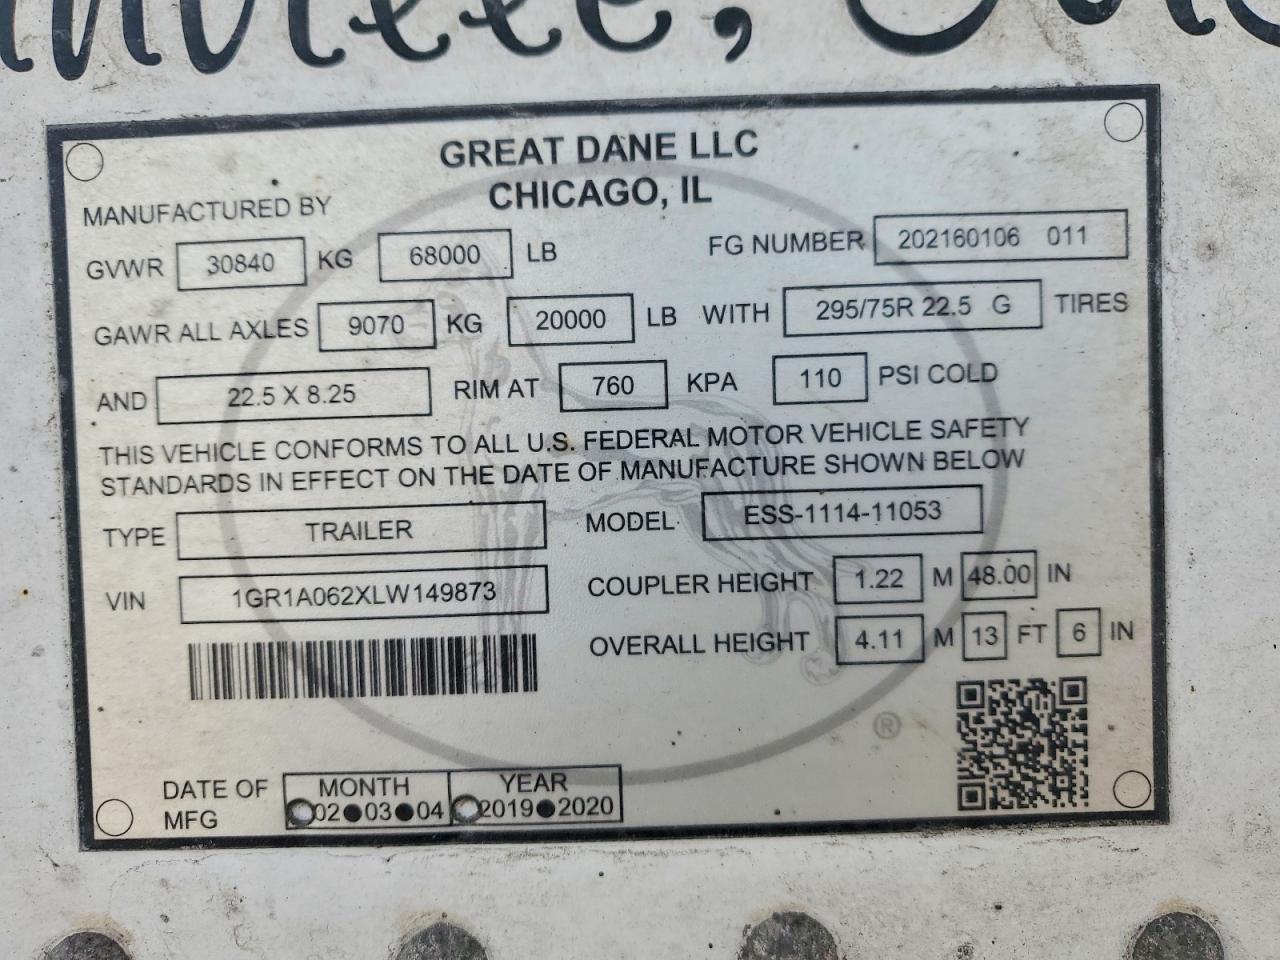 GREAT DANE LLC
CHICAGO, IL
MANUFACTURED BY
GVWR 30840 KG 68000 LB FG NUMBER 202160106 011
GAWR ALL AXLES 9070 KG 20000 LB WITH 295/75R 22.5 G TIRES
AND 22.5 X 8.25 RIM AT 760 KPA 110 PSI COLD
THIS VEHICLE CONFORMS TO ALL U.S. FEDERAL MOTOR VEHICLE SAFETY
STANDARDS IN EFFECT ON THE DATE OF MANUFACTURE SHOWN BELOW
TYPE TRAILER MODEL ESS-1114-11053
VIN 1GR1A062XLW149873 COUPLER HEIGHT 1.22 M 48.00 IN
OVERALL HEIGHT 4.11 M 13 FT 6 IN
®
DATE OF MFG MONTH YEAR
02 03 04 2019 2020